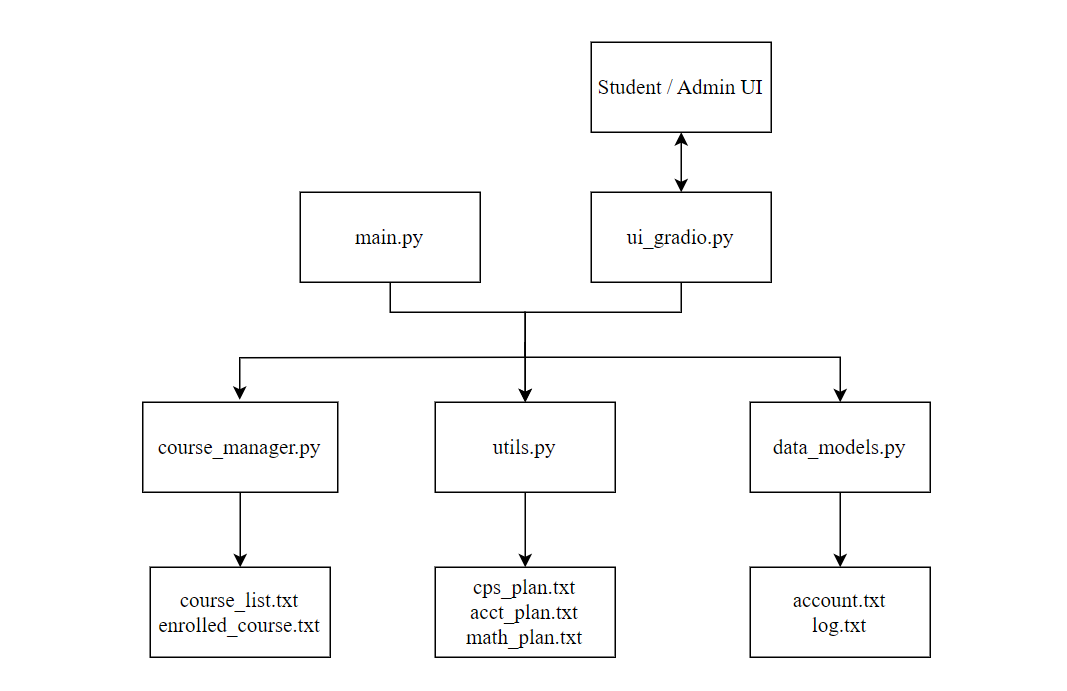 Student / Admin UI
main.py
ui_gradio.py
course_manager.py
utils.py
data_models.py
course_list.txt
enrolled_course.txt
cps_plan.txt
acct_plan.txt
math_plan.txt
account.txt
log.txt